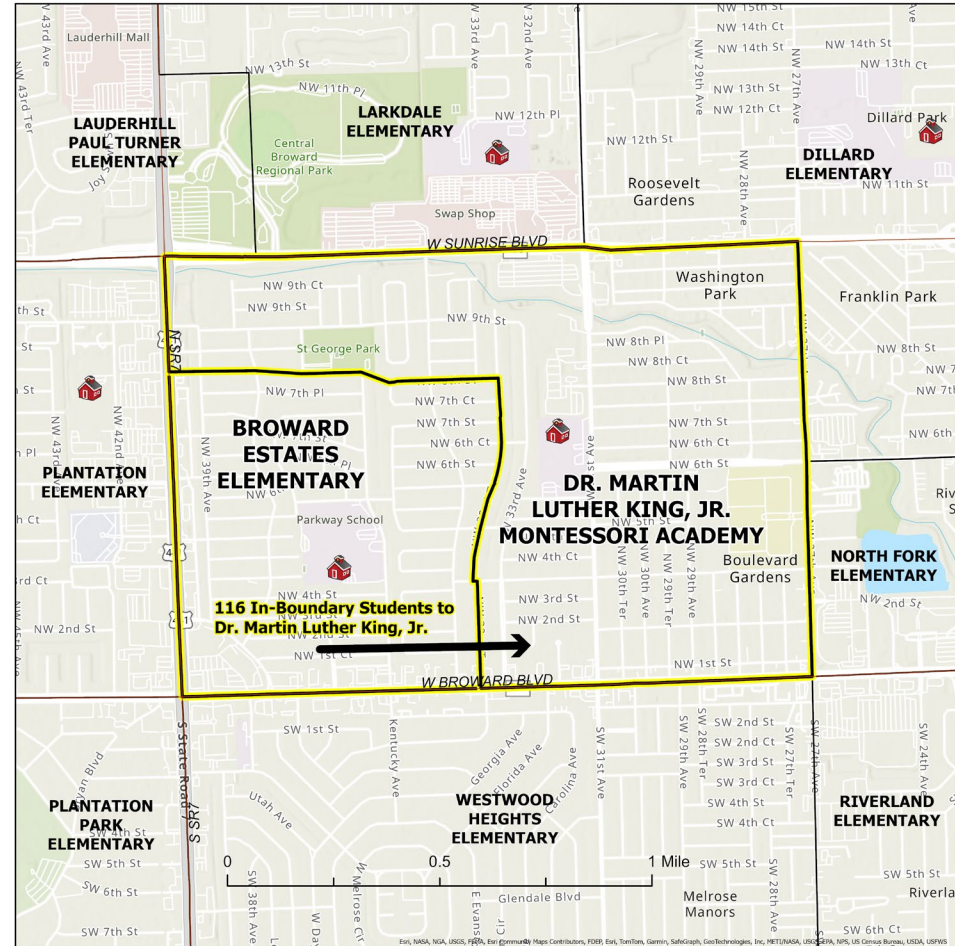 NW 15th St
NW 14th Ct
NW 14th St
NW 14th St
NW 13th Ct
Lauderhill Mall
NW 43rd Ave
NW 43rd Ter
NW 33rd Ave
NW 32nd Ave
NW 29th Ave
NW 27th Ave
NW 13th St
NW 11th Pl
NW 13th St
NW 12th Ct
NW 12th Pl
LARKDALE
ELEMENTARY
LAUDERHILL
PAUL TURNER
ELEMENTARY
Central
Broward
Regional Park
Dillard Park
DILLARD
ELEMENTARY
NW 28th Ave
NW 11th St
Roosevelt
Gardens
Swap Shop
W SUNRISE BLVD
Washington
Park
Franklin Park
NW 9th Ct
NW 9th St
N SR7
St George Park
NW 8th Pl
NW 8th Ct
NW 8th St
NW 7th Pl
NW 7th Ct
NW 7th St
NW 6th Ct
NW 6th St
NW 7th St
NW 6th Ct
NW 6th St
BROWARD
ESTATES
ELEMENTARY
NW 39th Ave
NW 43rd Ave
NW 42nd Ave
PLANTATION
ELEMENTARY
DR. MARTIN
LUTHER KING, JR.
MONTESSORI ACADEMY
NW 33rd Ave
Parkway School
NW 5th St
NW 4th Ct
NW 30th Ter
NW 30th Ave
NW 29th Ave
Boulevard
Gardens
NORTH FORK
ELEMENTARY
NW 2nd St
NW 4th St
NW 3rd St
NW 2nd St
116 In-Boundary Students to
Dr. Martin Luther King, Jr.
NW 2nd St
NW 2nd St
NW 1st Ct
NW 1st St
W BROWARD BLVD
S State Road 7
S SR7
SW 1st St
Kentucky Ave
Georgia Ave
Florida Ave
Carolina Ave
SW 31st Ave
SW 29th Ave
SW 28th Ter
SW 2nd St
SW 2nd Ct
SW 3rd St
SW 3rd Ct
SW 4th St
SW 4th Ct
SW 27th Ter
SW 27th Ave
SW 24th Ave
Utah Ave
PLANTATION
PARK
ELEMENTARY
SW 4th St
SW 5th St
SW 6th St
SW 7th St
WESTWOOD
HEIGHTS
ELEMENTARY
RIVERLAND
ELEMENTARY
0 0.5 1 Mile
SW 5th St
SW 5th St
SW 38th Ave
W Melrose Cir
Glendale Blvd
Melrose
Manors
SW 28th Ave
SW 6th Ct